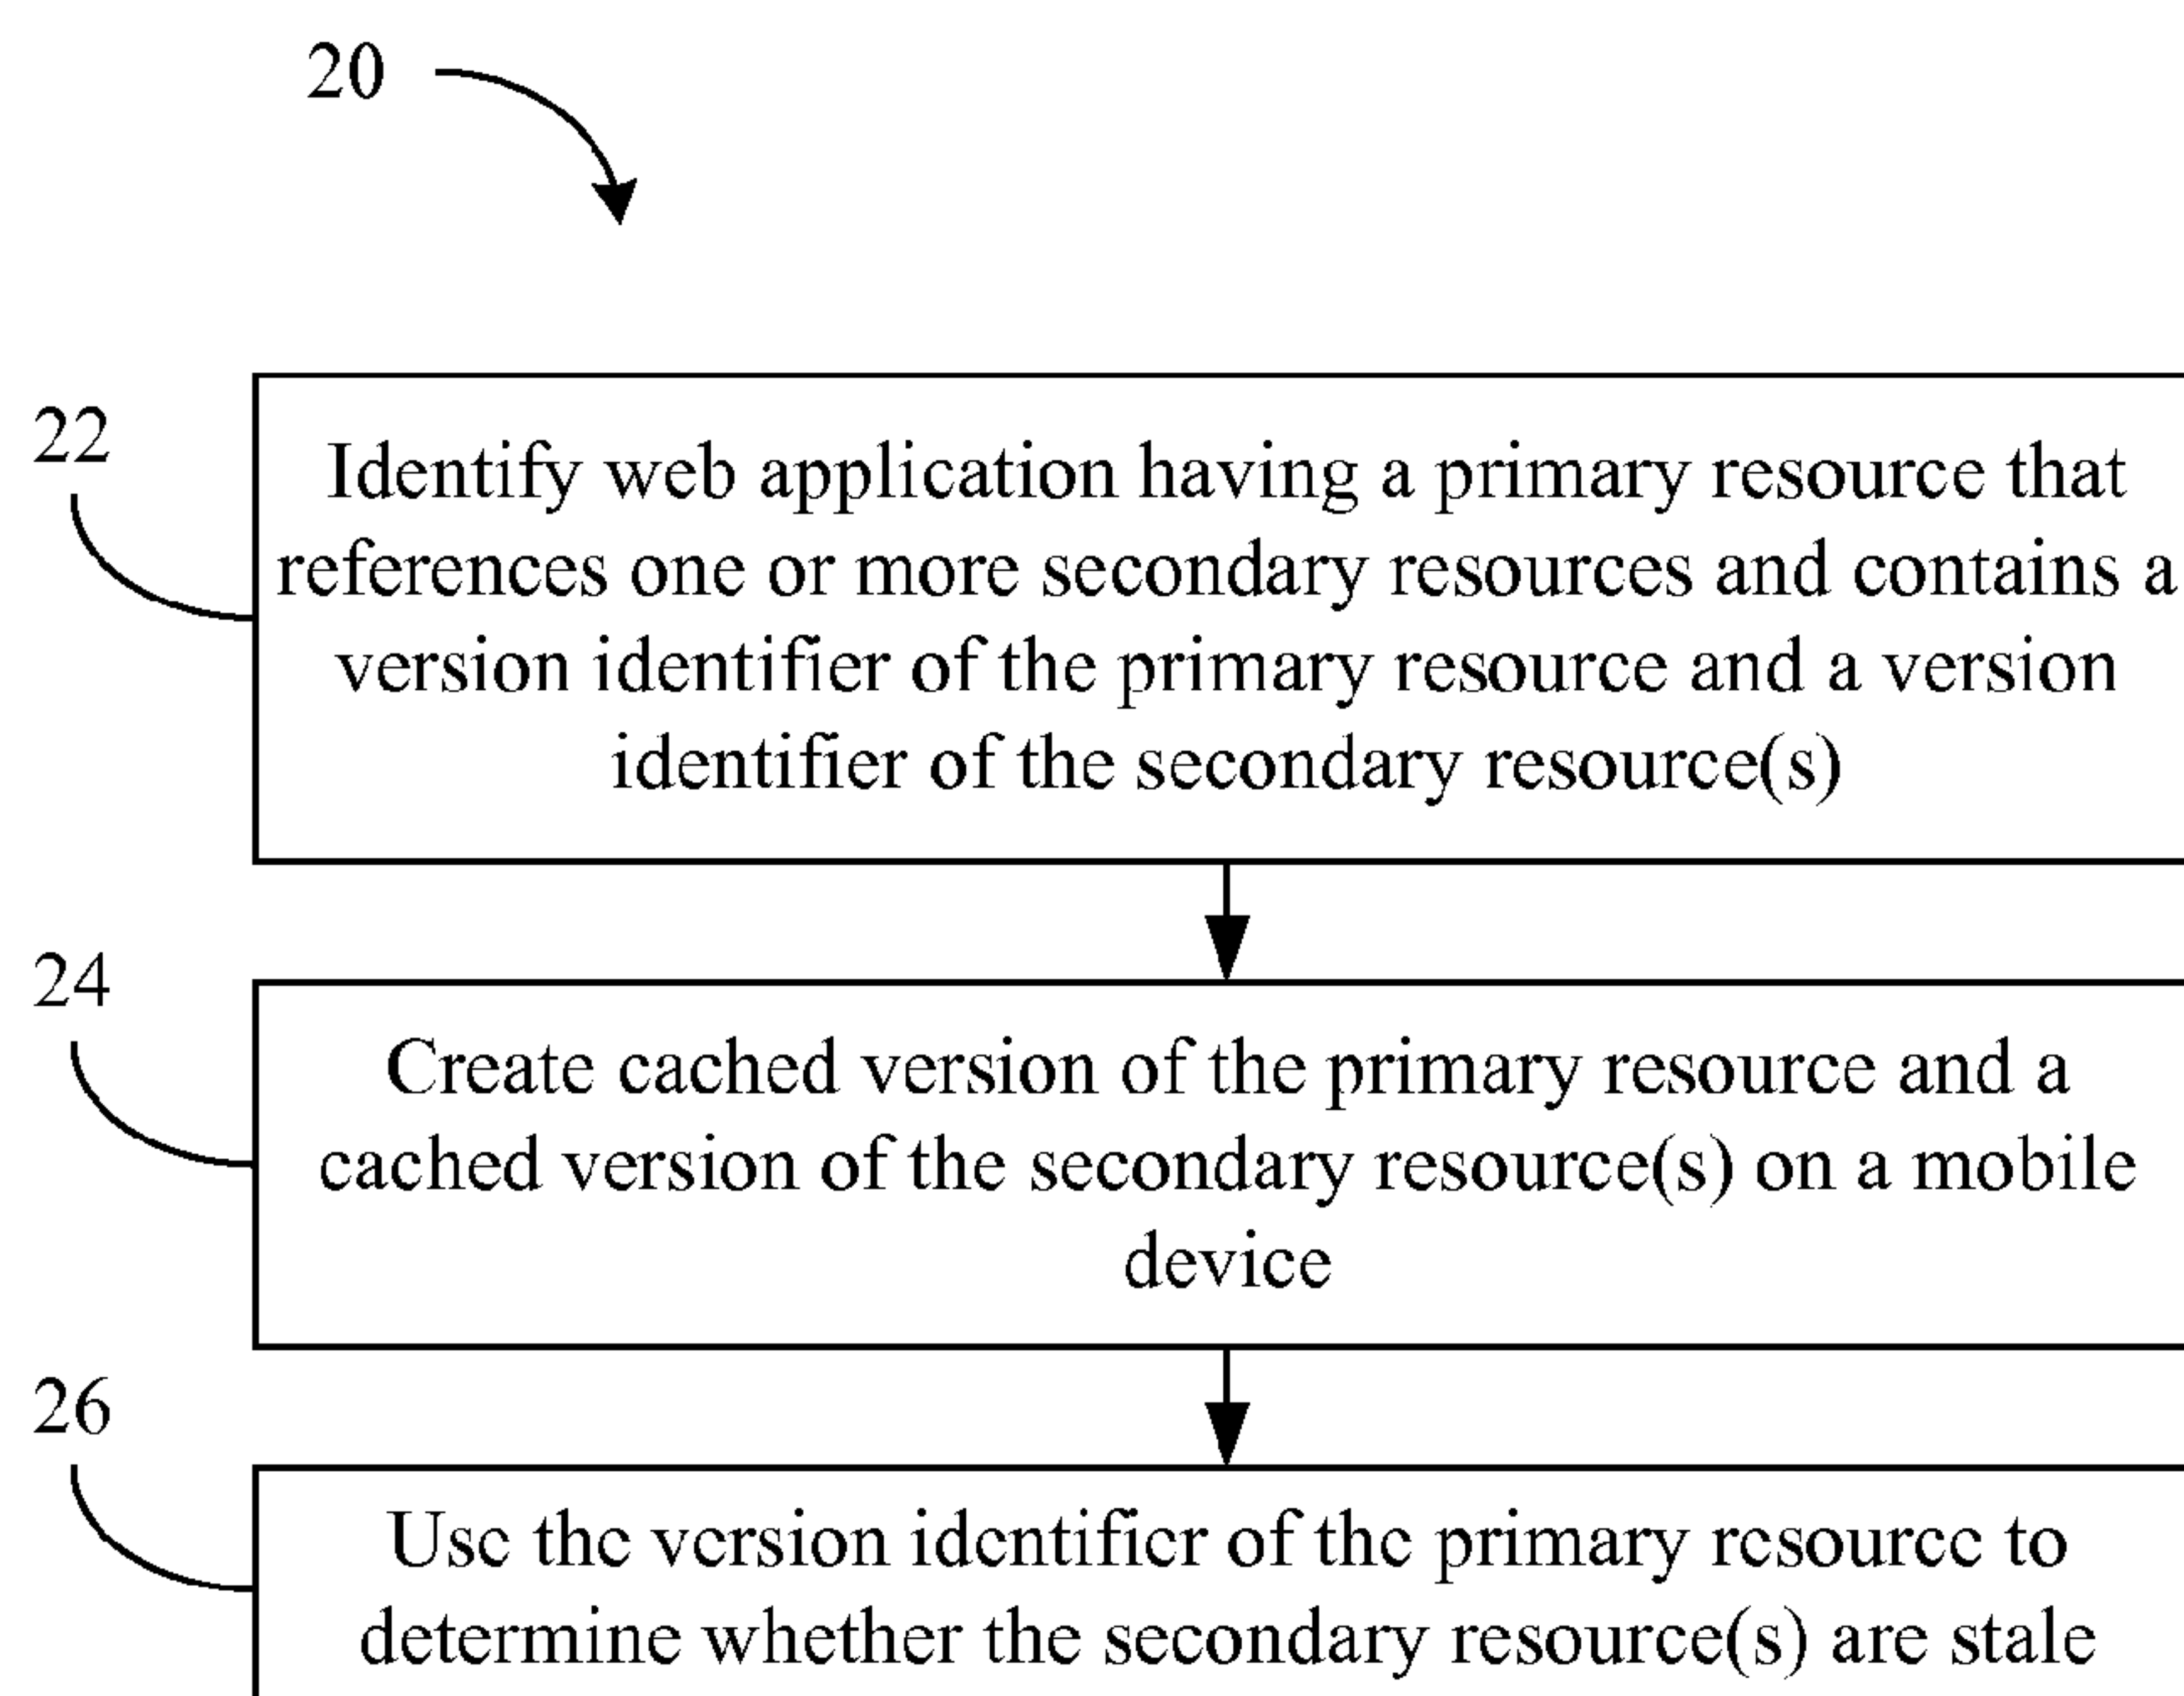 20
22
Identify web application having a primary resource that
references one or more secondary resources and contains a
version identifier of the primary resource and a version
identifier of the secondary resource(s)
24
Create cached version of the primary resource and a
cached version of the secondary resource(s) on a mobile
device
26
Use the version identifier of the primary resource to
determine whether the secondary resource(s) are stale